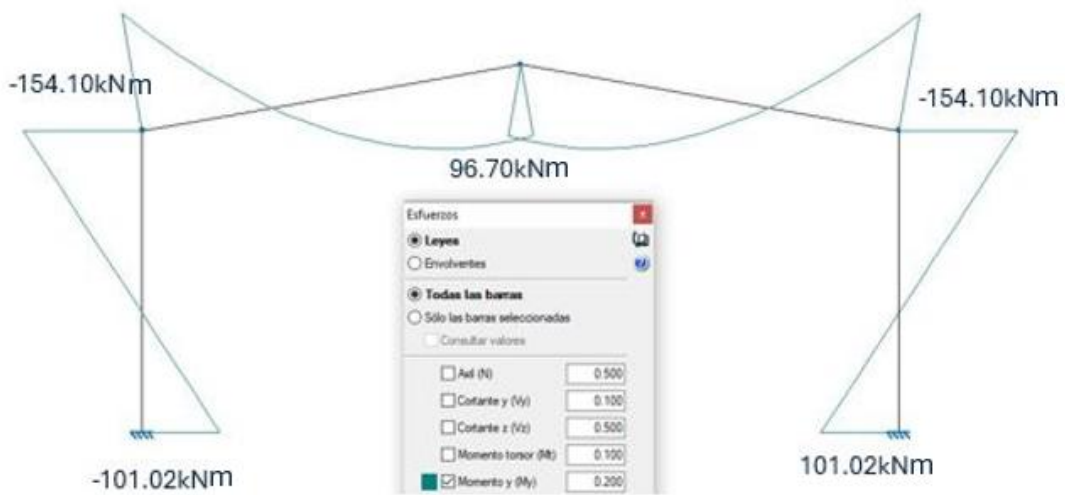 -154.10kNm
-154.10kNm
96.70kNm
Esfuerzos
Leyes
Envolventes
Todas las barras
Sólo las barras seleccionadas
Consultar valores
Axil (N) 0.500
Cortante y (Vy) 0.100
Cortante z (Vz) 0.500
Momento torsor (Mt) 0.100
Momento y (My) 0.200
-101.02kNm
101.02kNm